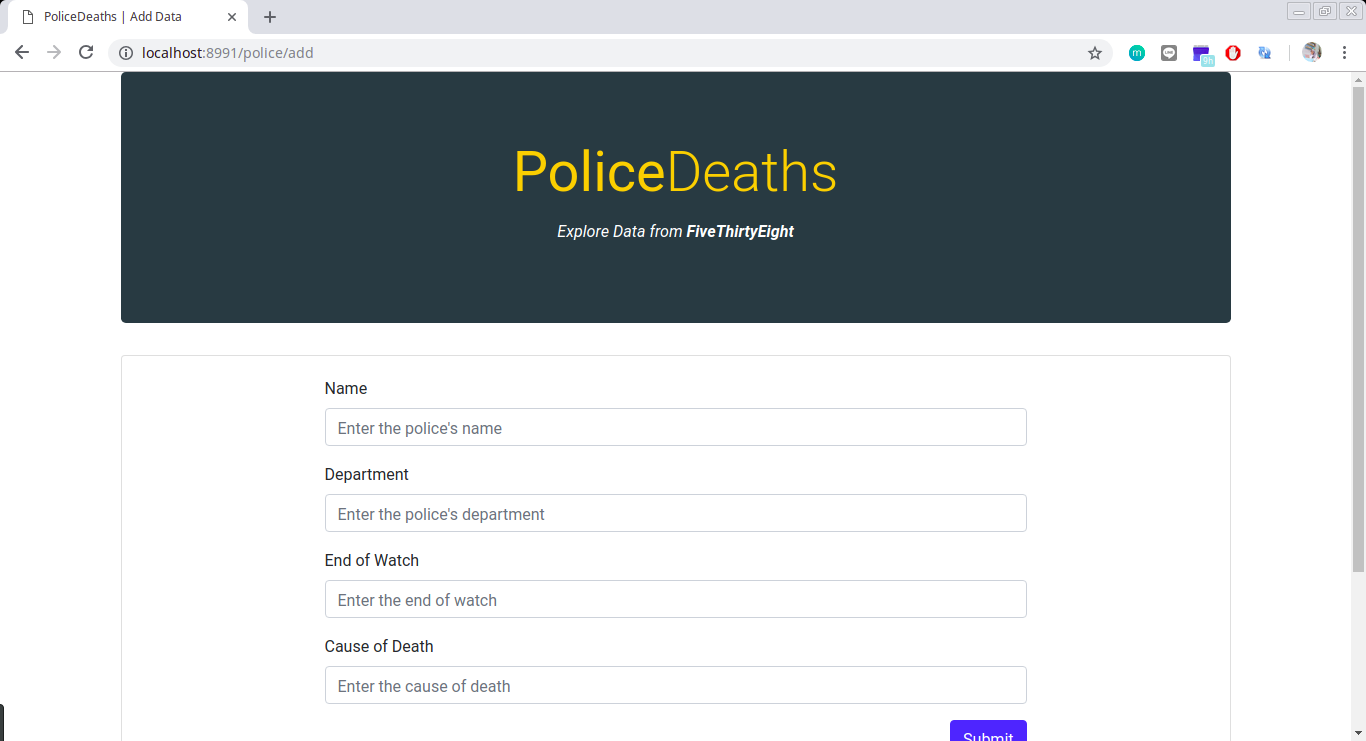 PoliceDeaths | Add Data
localhost:8991/police/add
m
LINE
9h
PoliceDeaths
Explore Data from FiveThirtyEight
Name
Enter the police's name
Department
Enter the police's department
End of Watch
Enter the end of watch
Cause of Death
Enter the cause of death
Submit